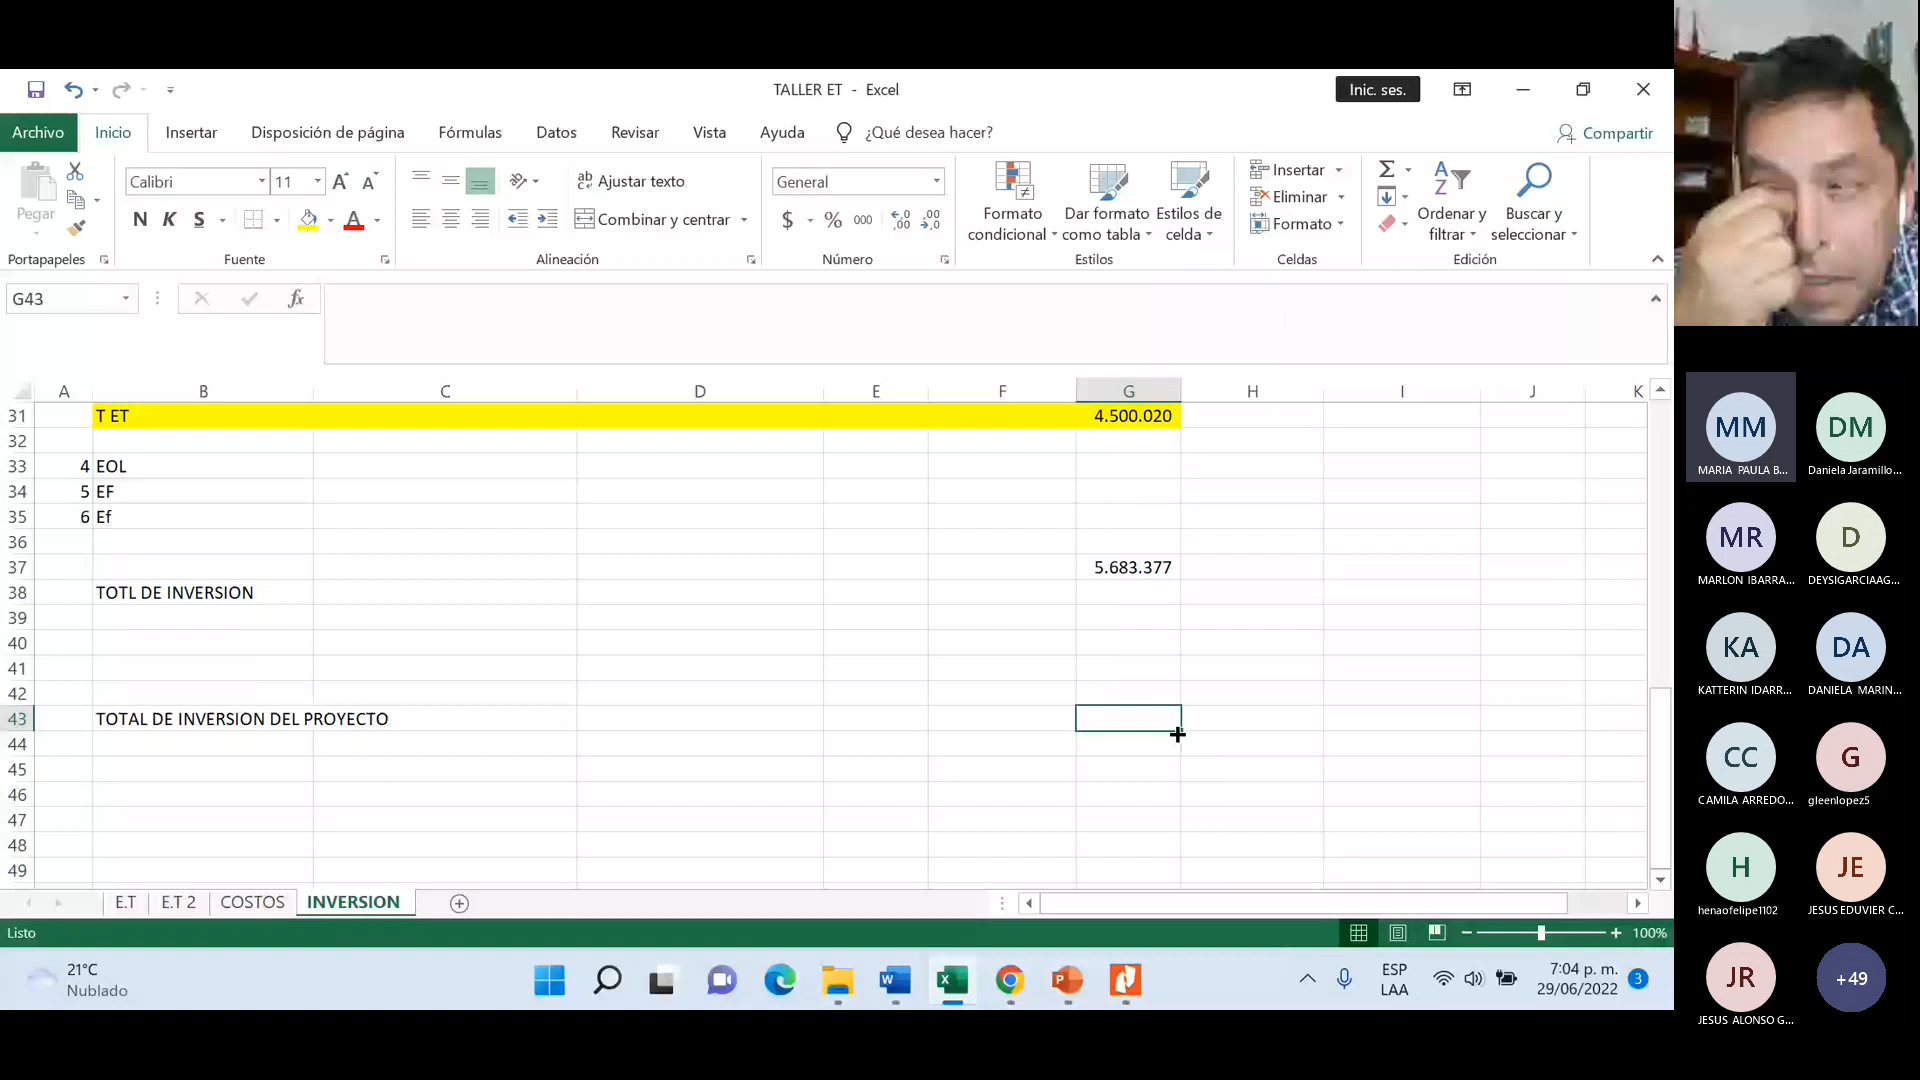 TALLER ET - Excel
Inic. ses.
Archivo Inicio Insertar Disposición de página Fórmulas Datos Revisar Vista Ayuda ¿Qué desea hacer? Compartir
Pegar
Calibri 11 A A
N K S A
ab Ajustar texto
Combinar y centrar
General
$ % 000
Formato condicional
Dar formato como tabla
Estilos de celda
Insertar
Eliminar
Formato
Ordenar y filtrar
Buscar y seleccionar
Portapapeles Fuente Alineación Número Estilos Celdas Edición
G43 fx
A B C D E F G H I J K
31 T ET 4.500.020
32
33 4 EOL
34 5 EF
35 6 Ef
36
37 5.683.377
38 TOTL DE INVERSION
39
40
41
42
43 TOTAL DE INVERSION DEL PROYECTO
44
45
46
47
48
49
E.T E.T 2 COSTOS INVERSION
Listo 100%
21°C
Nublado
ESP
LAA
7:04 p. m.
29/06/2022
3
MM
MARIA PAULA B...
DM
Daniela Jaramillo...
MR
MARLON IBARRA...
D
DEYSIGARCIAAG...
KA
KATTERIN IDARR...
DA
DANIELA MARIN...
CC
CAMILA ARREDO...
G
gleenlopez5
H
henaofelipe1102
JE
JESUS EDUVIER C...
JR
JESUS ALONSO G...
+49